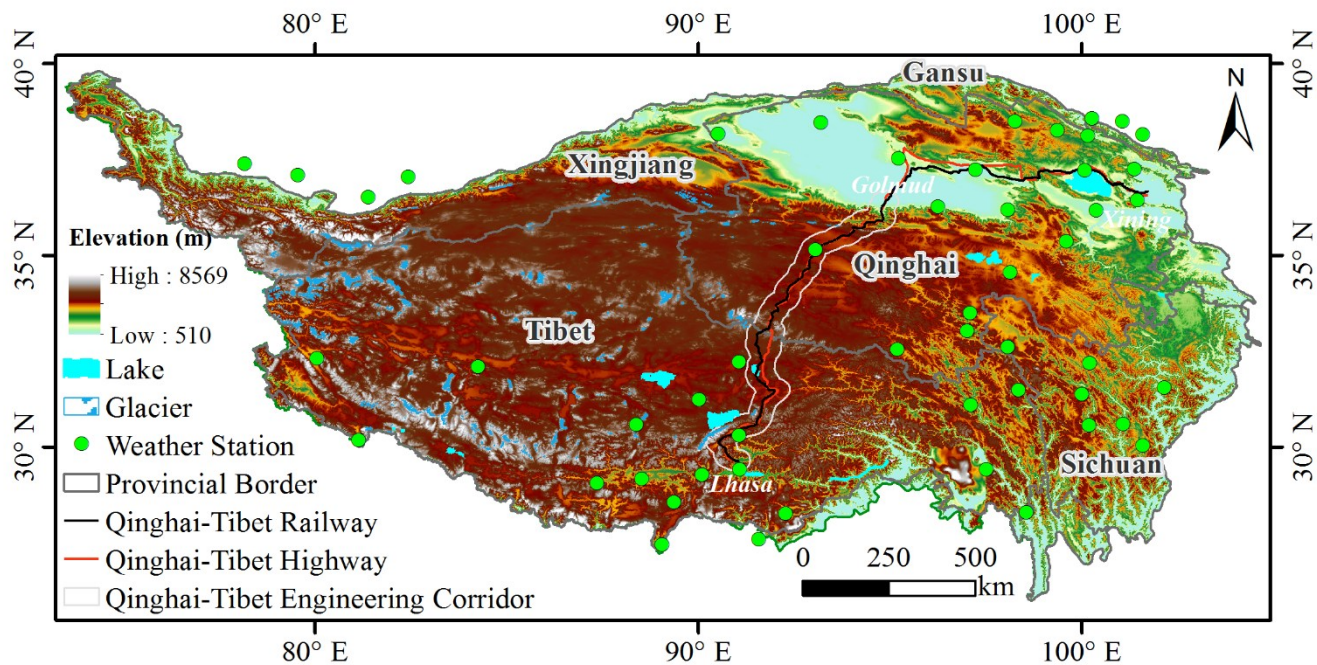 80° E 90° E 100° E
40° N 40° N
Gansu
N
Xingjiang
Golmud
Xining
Elevation (m)
High : 8569
35° N 35° N
Qinghai
Low : 510
Tibet
Lake
Glacier
Weather Station
30° N 30° N
Sichuan
Provincial Border
Lhasa
Qinghai-Tibet Railway
0 250 500
Qinghai-Tibet Highway
km
Qinghai-Tibet Engineering Corridor
80° E 90° E 100° E